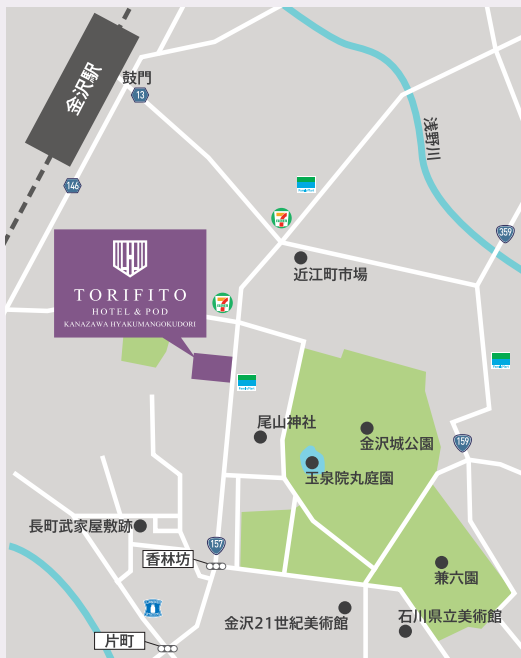 金沢駅
鼓門
13
146
浅野川
359
近江町市場
TORIFITO
HOTEL & POD
KANAZAWA HYAKUMANGOKUDORI
尾山神社
金沢城公園
159
玉泉院丸庭園
長町武家屋敷跡
157
香林坊
兼六園
金沢21世紀美術館
石川県立美術館
片町